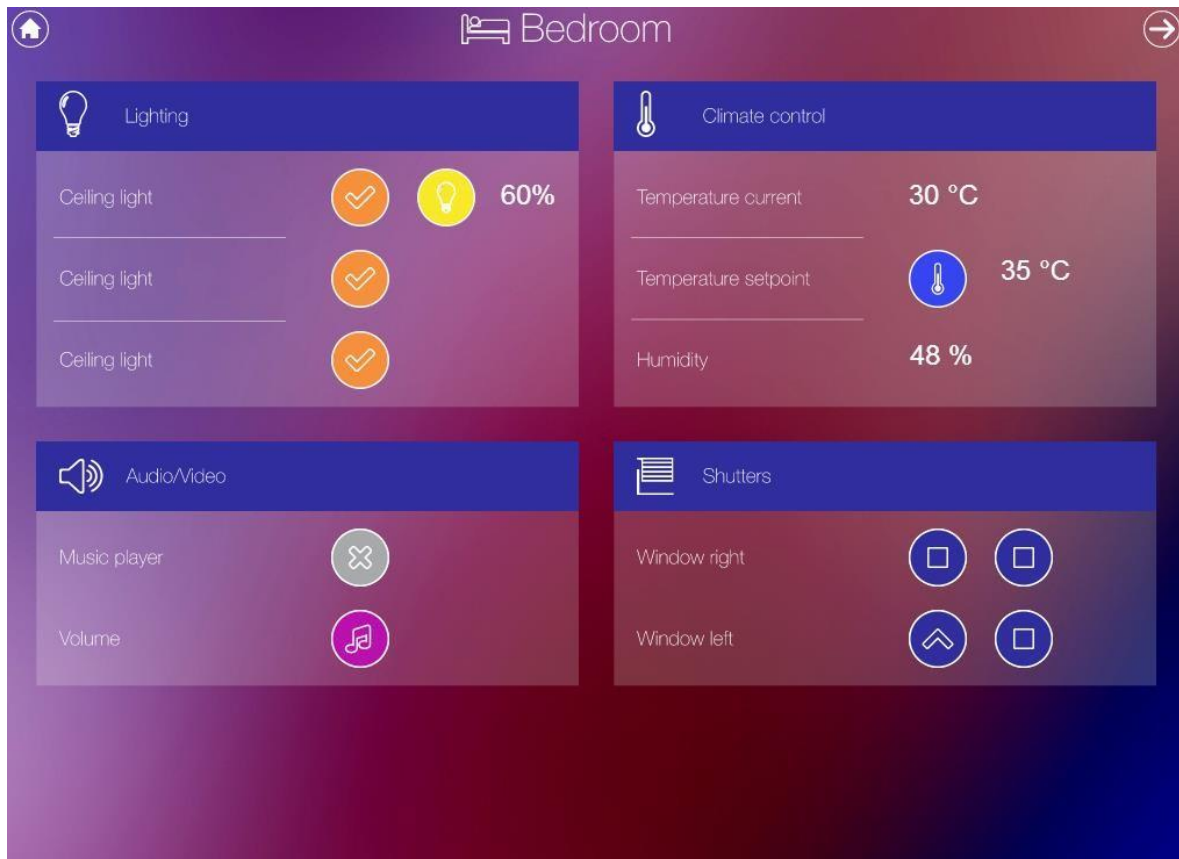 Bedroom
Lighting
Ceiling light 60%
Ceiling light
Ceiling light
Climate control
Temperature current 30 °C
Temperature setpoint 35 °C
Humidity 48 %
Audio/Video
Music player
Volume
Shutters
Window right
Window left